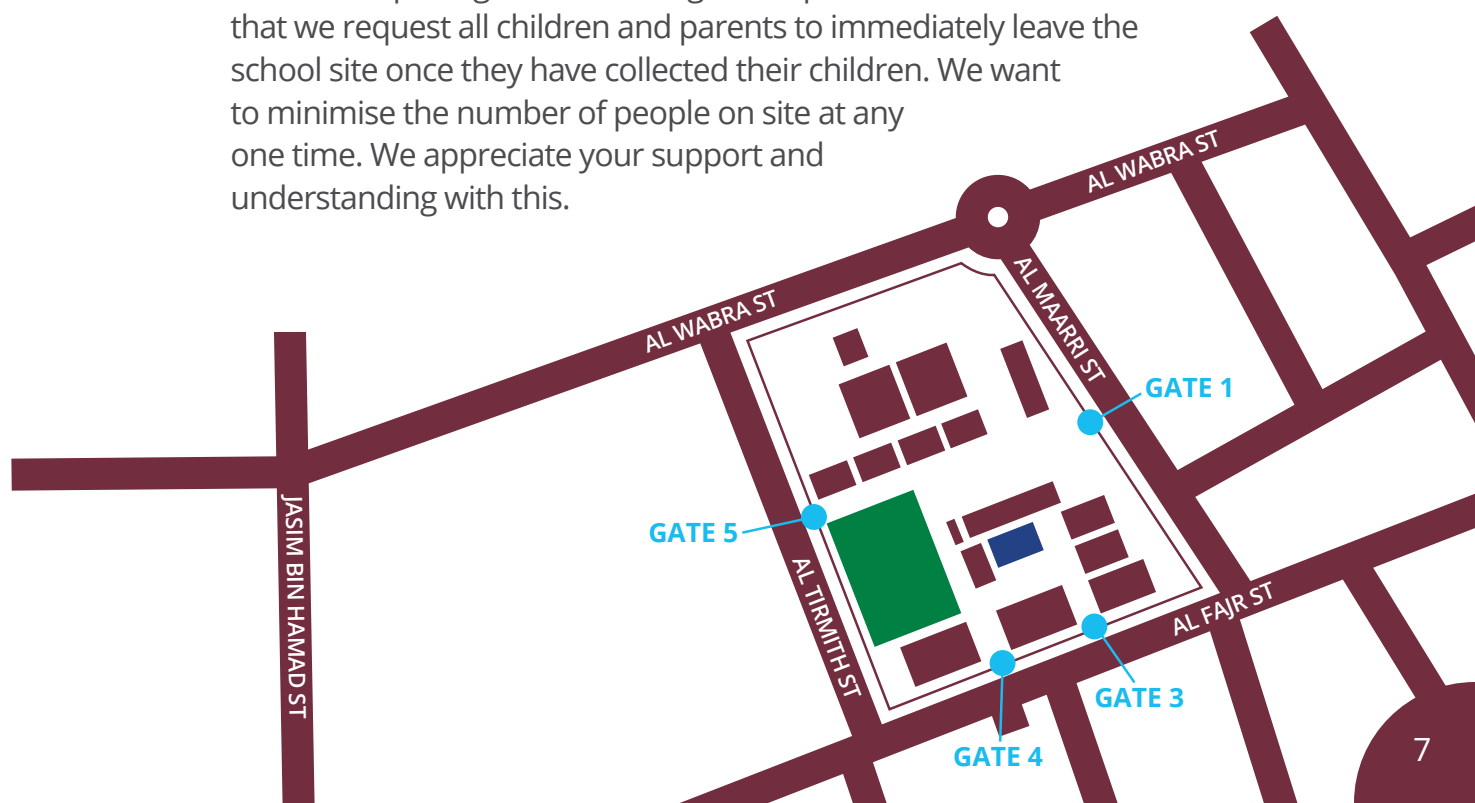 that we request all children and parents to immediately leave the
school site once they have collected their children. We want
to minimise the number of people on site at any
one time. We appreciate your support and
understanding with this.
AL WABRA ST
AL WABRA ST
AL MAARRI ST
GATE 1
JASIM BIN HAMAD ST
GATE 5
AL TIRMITH ST
AL FAJR ST
GATE 3
GATE 4
7